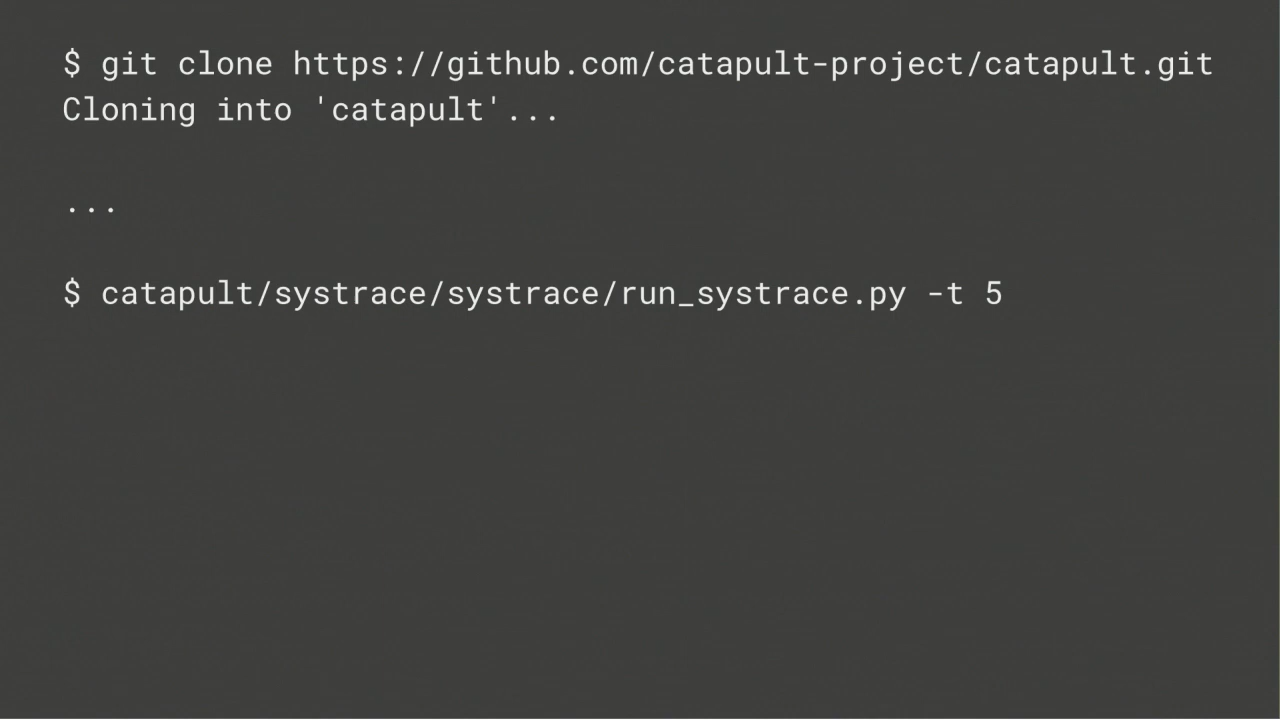 $ git clone https://github.com/catapult-project/catapult.git
Cloning into 'catapult'...
...
$ catapult/systrace/systrace/run_systrace.py -t 5